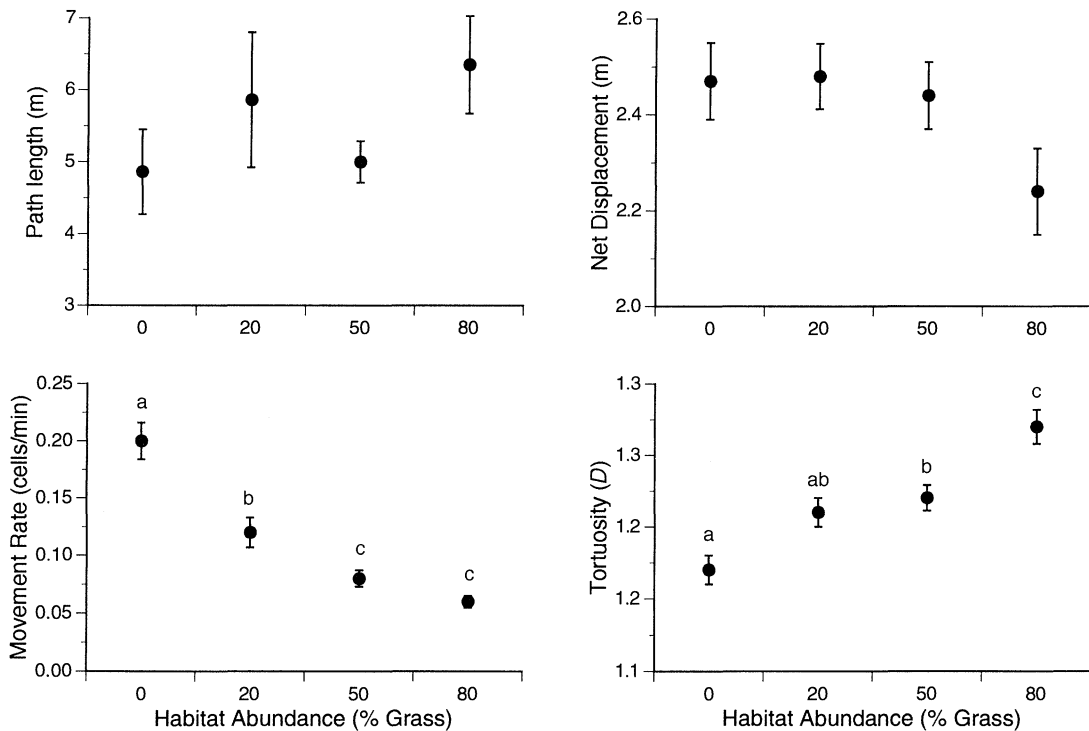 Path length (m)
7
6
5
4
3
0 20 50 80
Net Displacement (m)
2.6
2.4
2.2
2.0
0 20 50 80
Movement Rate (cells/min)
0.25
0.20
0.15
0.10
0.05
0.00
a
b
c
c
0 20 50 80
Habitat Abundance (% Grass)
Tortuosity (D)
1.3
1.3
1.2
1.2
1.1
a
ab
b
c
0 20 50 80
Habitat Abundance (% Grass)